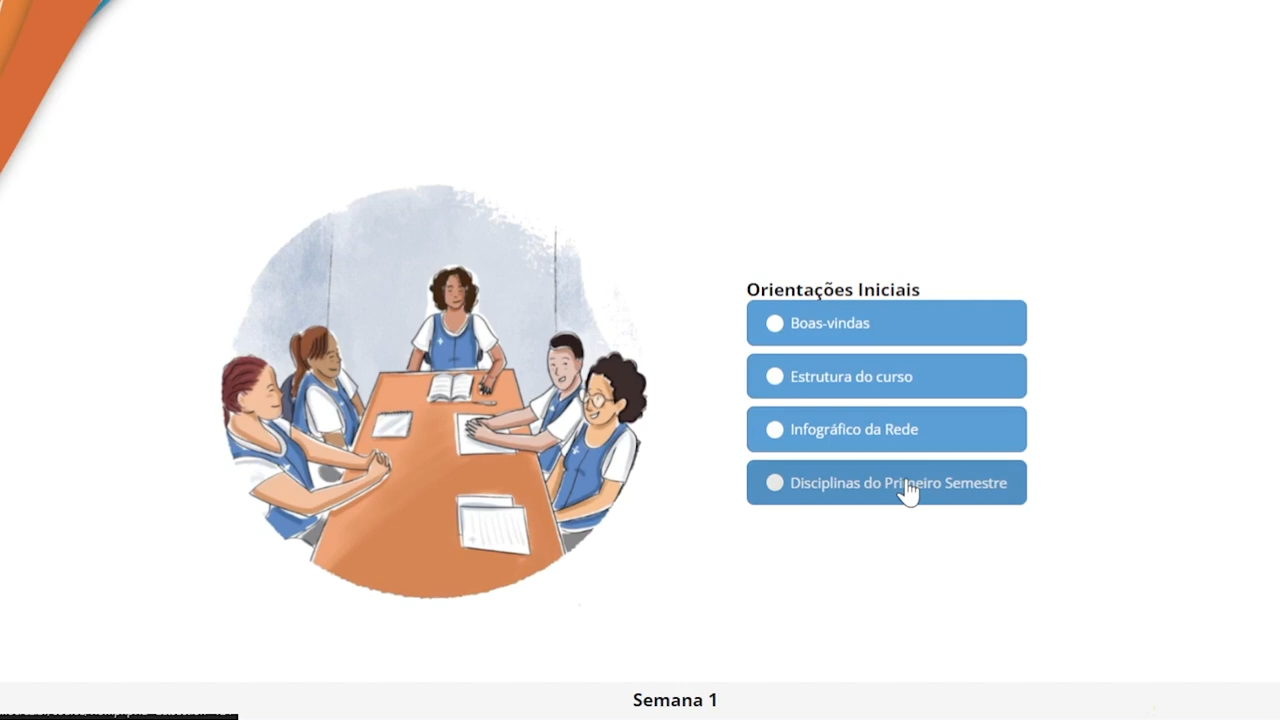 Orientações Iniciais
Boas-vindas
Estrutura do curso
Infográfico da Rede
Disciplinas do Primeiro Semestre
Semana 1